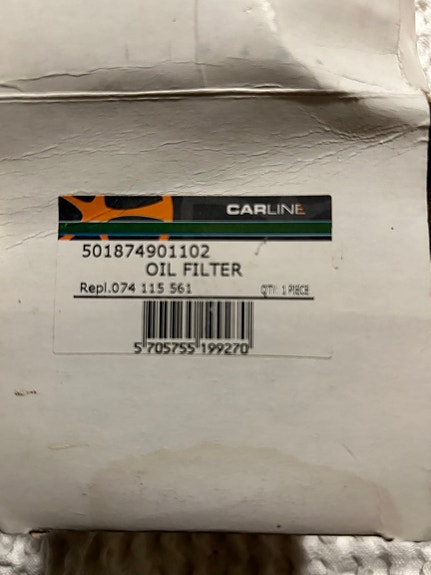 CARLINE
501874901102
OIL FILTER
Repl.074 115 561 QTY: 1 PIECE
5 705755 199270